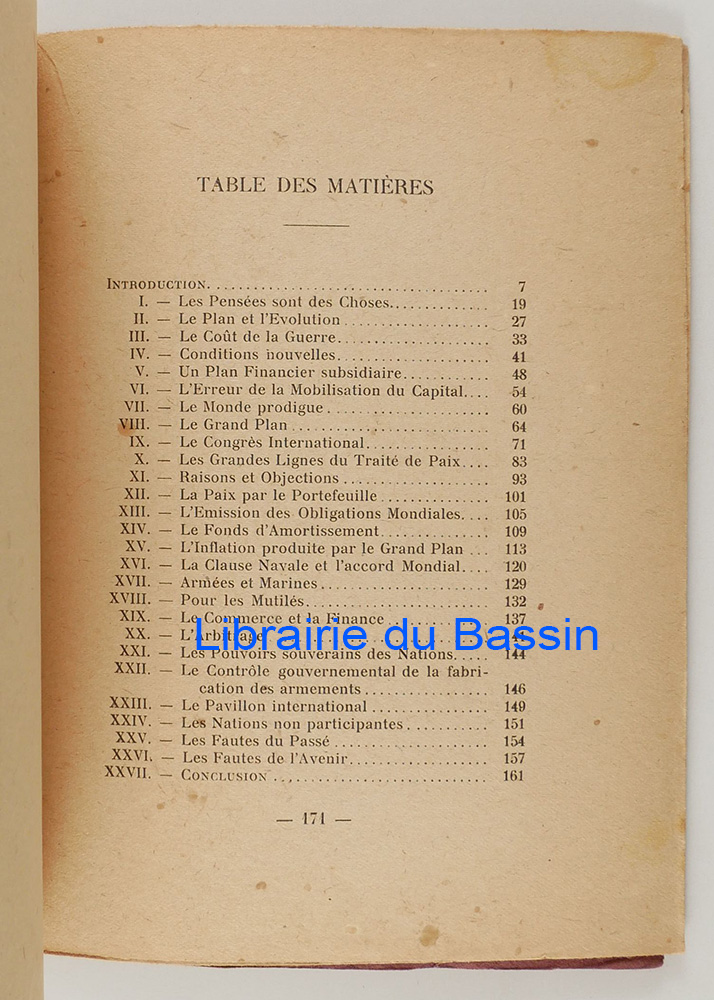 TABLE DES MATIÈRES
INTRODUCTION. . . . . . . . . . . . . . . . . . . . 7
I. — Les Pensées sont des Choses. . . . . . . . . 19
II. — Le Plan et l'Evolution . . . . . . . . . . . . 27
III. — Le Coût de la Guerre. . . . . . . . . . . . . 33
IV. — Conditions nouvelles. . . . . . . . . . . . . 41
V. — Un Plan Financier subsidiaire. . . . . . . . 48
VI. — L'Erreur de la Mobilisation du Capital. . . . 54
VII. — Le Monde prodigue . . . . . . . . . . . . . 60
VIII. — Le Grand Plan . . . . . . . . . . . . . . . 64
IX. — Le Congrès International. . . . . . . . . . . 71
X. — Les Grandes Lignes du Traité de Paix. . . . 83
XI. — Raisons et Objections . . . . . . . . . . . . 93
XII. — La Paix par le Portefeuille . . . . . . . . . 101
XIII. — L'Emission des Obligations Mondiales. . . . 105
XIV. — Le Fonds d'Amortissement. . . . . . . . . . 109
XV. — L'Inflation produite par le Grand Plan . . . 113
XVI. — La Clause Navale et l'accord Mondial. . . . 120
XVII. — Armées et Marines . . . . . . . . . . . . . 129
XVIII. — Pour les Mutilés. . . . . . . . . . . . . . 132
XIX. — Le Commerce et la Finance . . . . . . . . 137
XX. — L'Arbitrage
Librairie du Bassin
XXI. — Les Pouvoirs souverains des Nations. . . . . 144
XXII. — Le Contrôle gouvernemental de la fabri-
cation des armements . . . . . . . . . . . . 146
XXIII. — Le Pavillon international . . . . . . . . . . 149
XXIV. — Les Nations non participantes . . . . . . . 151
XXV. — Les Fautes du Passé . . . . . . . . . . . . 154
XXVI. — Les Fautes de l'Avenir. . . . . . . . . . . . 157
XXVII. — CONCLUSION . . . . . . . . . . . . . . . . 161
— 171 —